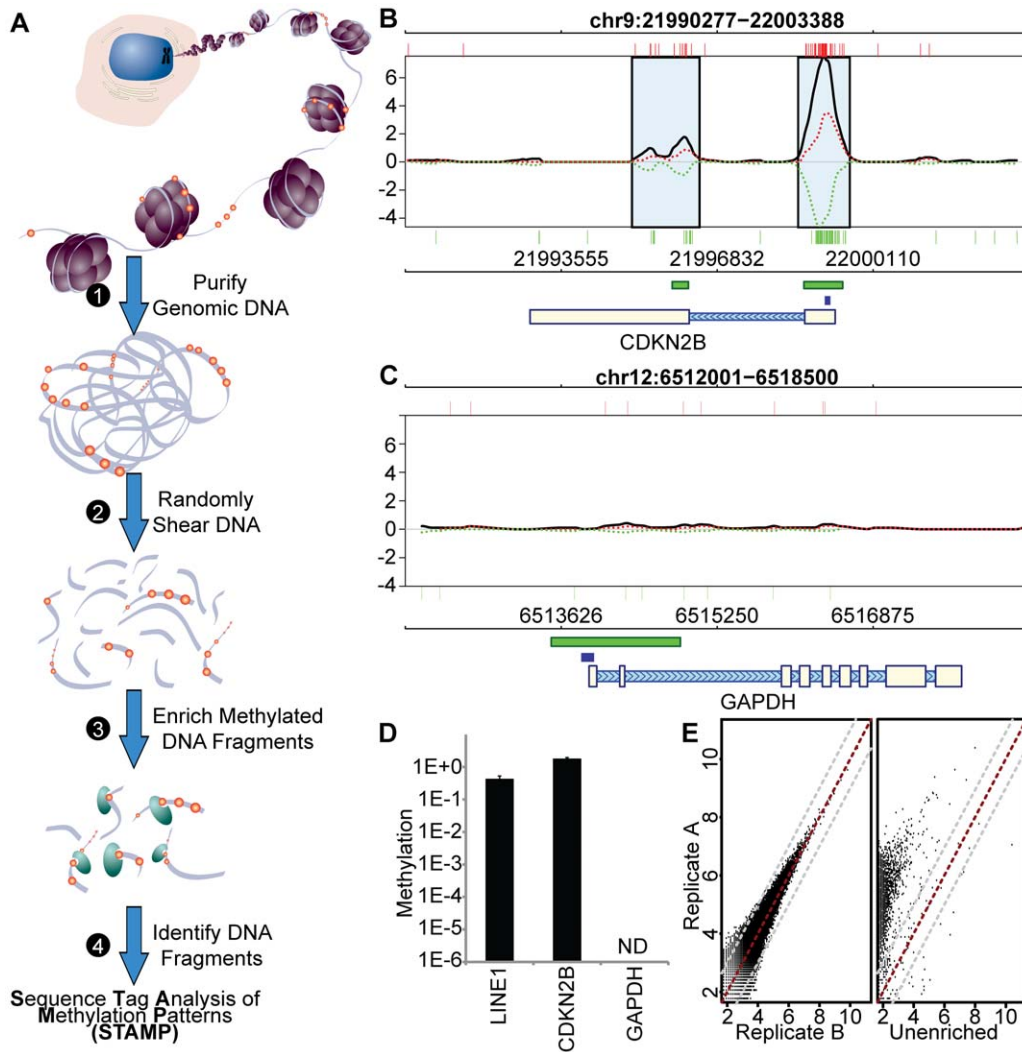 A
1
Purify
Genomic DNA
2
Randomly
Shear DNA
3
Enrich Methylated
DNA Fragments
4
Identify DNA
Fragments
Sequence Tag Analysis of
Methylation Patterns
(STAMP)
B
chr9:21990277−22003388
6
4
2
0
-2
-4
21993555 21996832 22000110
CDKN2B
C
chr12:6512001−6518500
6
4
2
0
-2
-4
6513626 6515250 6516875
GAPDH
D
Methylation
1E+0
1E-1
1E-2
1E-3
1E-4
1E-5
1E-6
ND
LINE1
CDKN2B
GAPDH
E
Replicate A
10
8
6
4
2
2 4 6 8 10
Replicate B
2 4 6 8 10
Unenriched